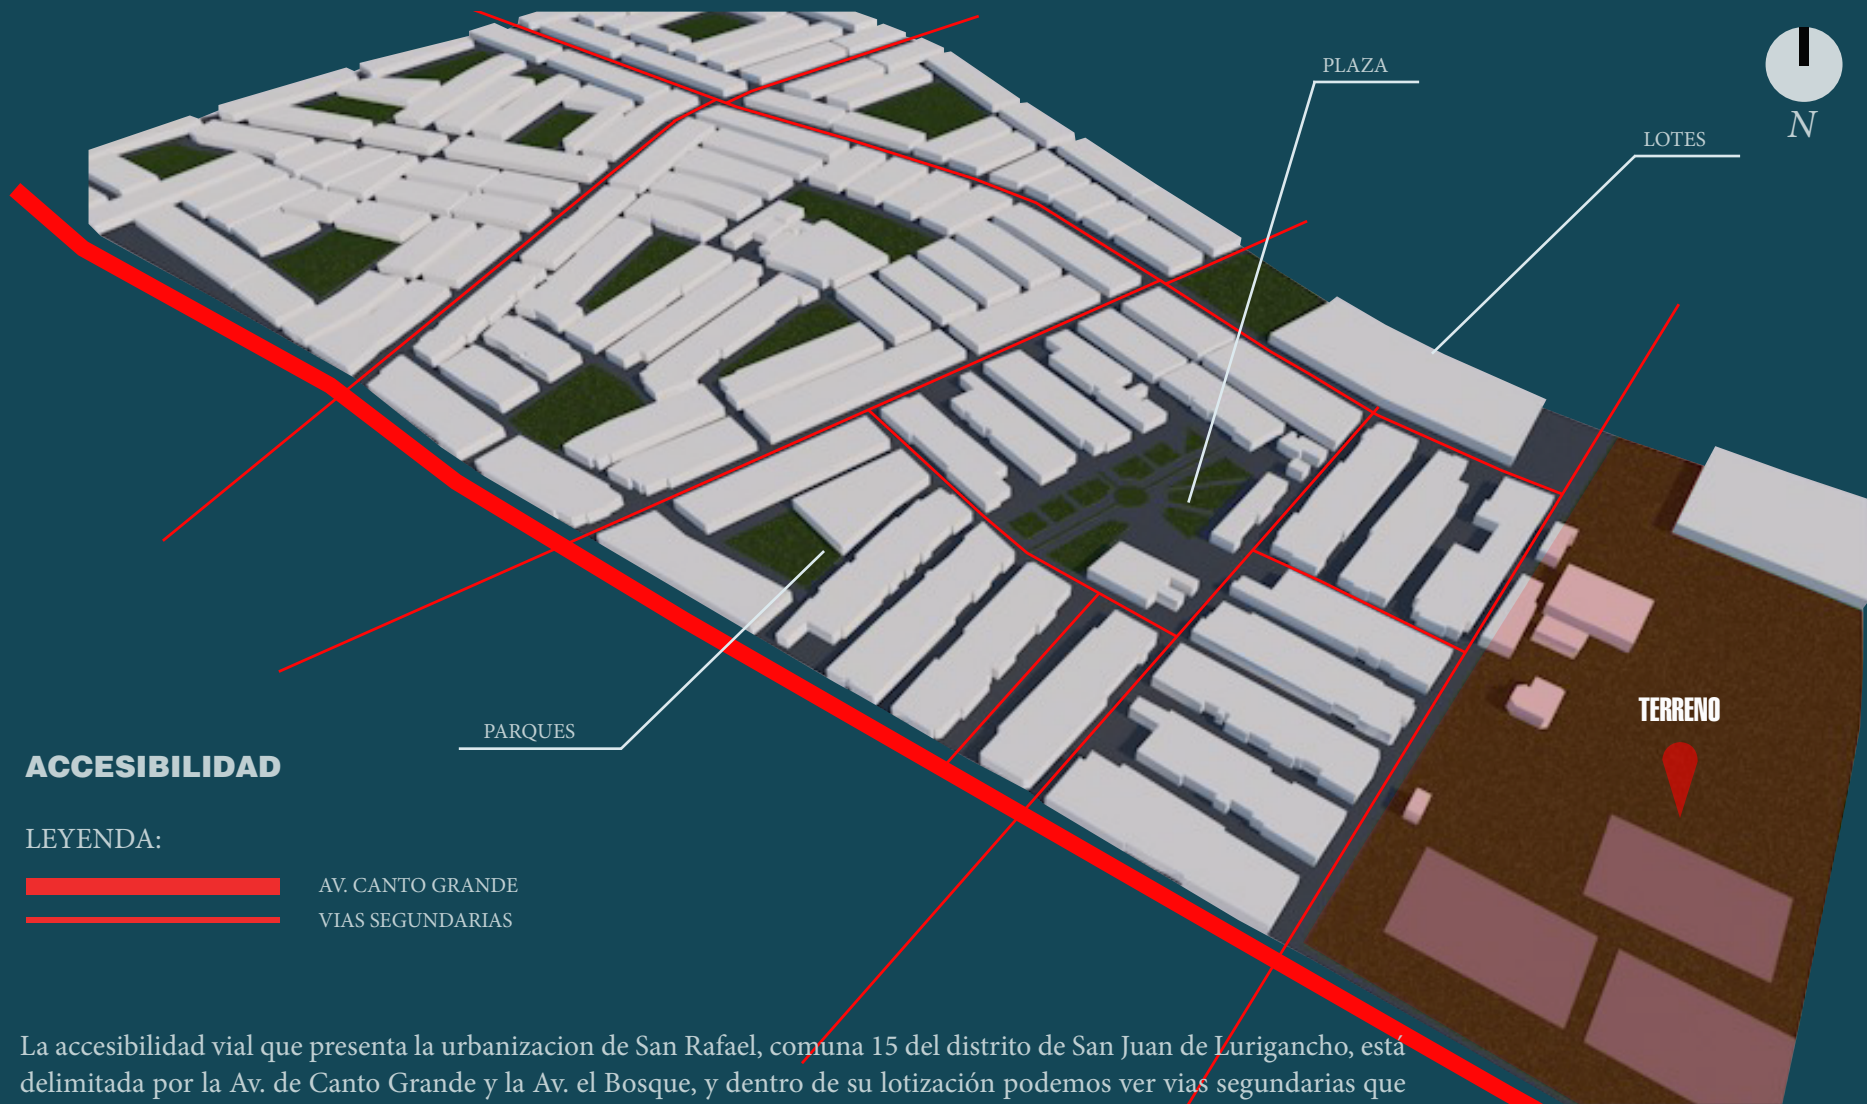 PLAZA
N
LOTES
PARQUES
TERRENO
ACCESIBILIDAD
LEYENDA:
AV. CANTO GRANDE
VIAS SEGUNDARIAS
La accesibilidad vial que presenta la urbanizacion de San Rafael, comuna 15 del distrito de San Juan de Lurigancho, está
delimitada por la Av. de Canto Grande y la Av. el Bosque, y dentro de su lotización podemos ver vias segundarias que